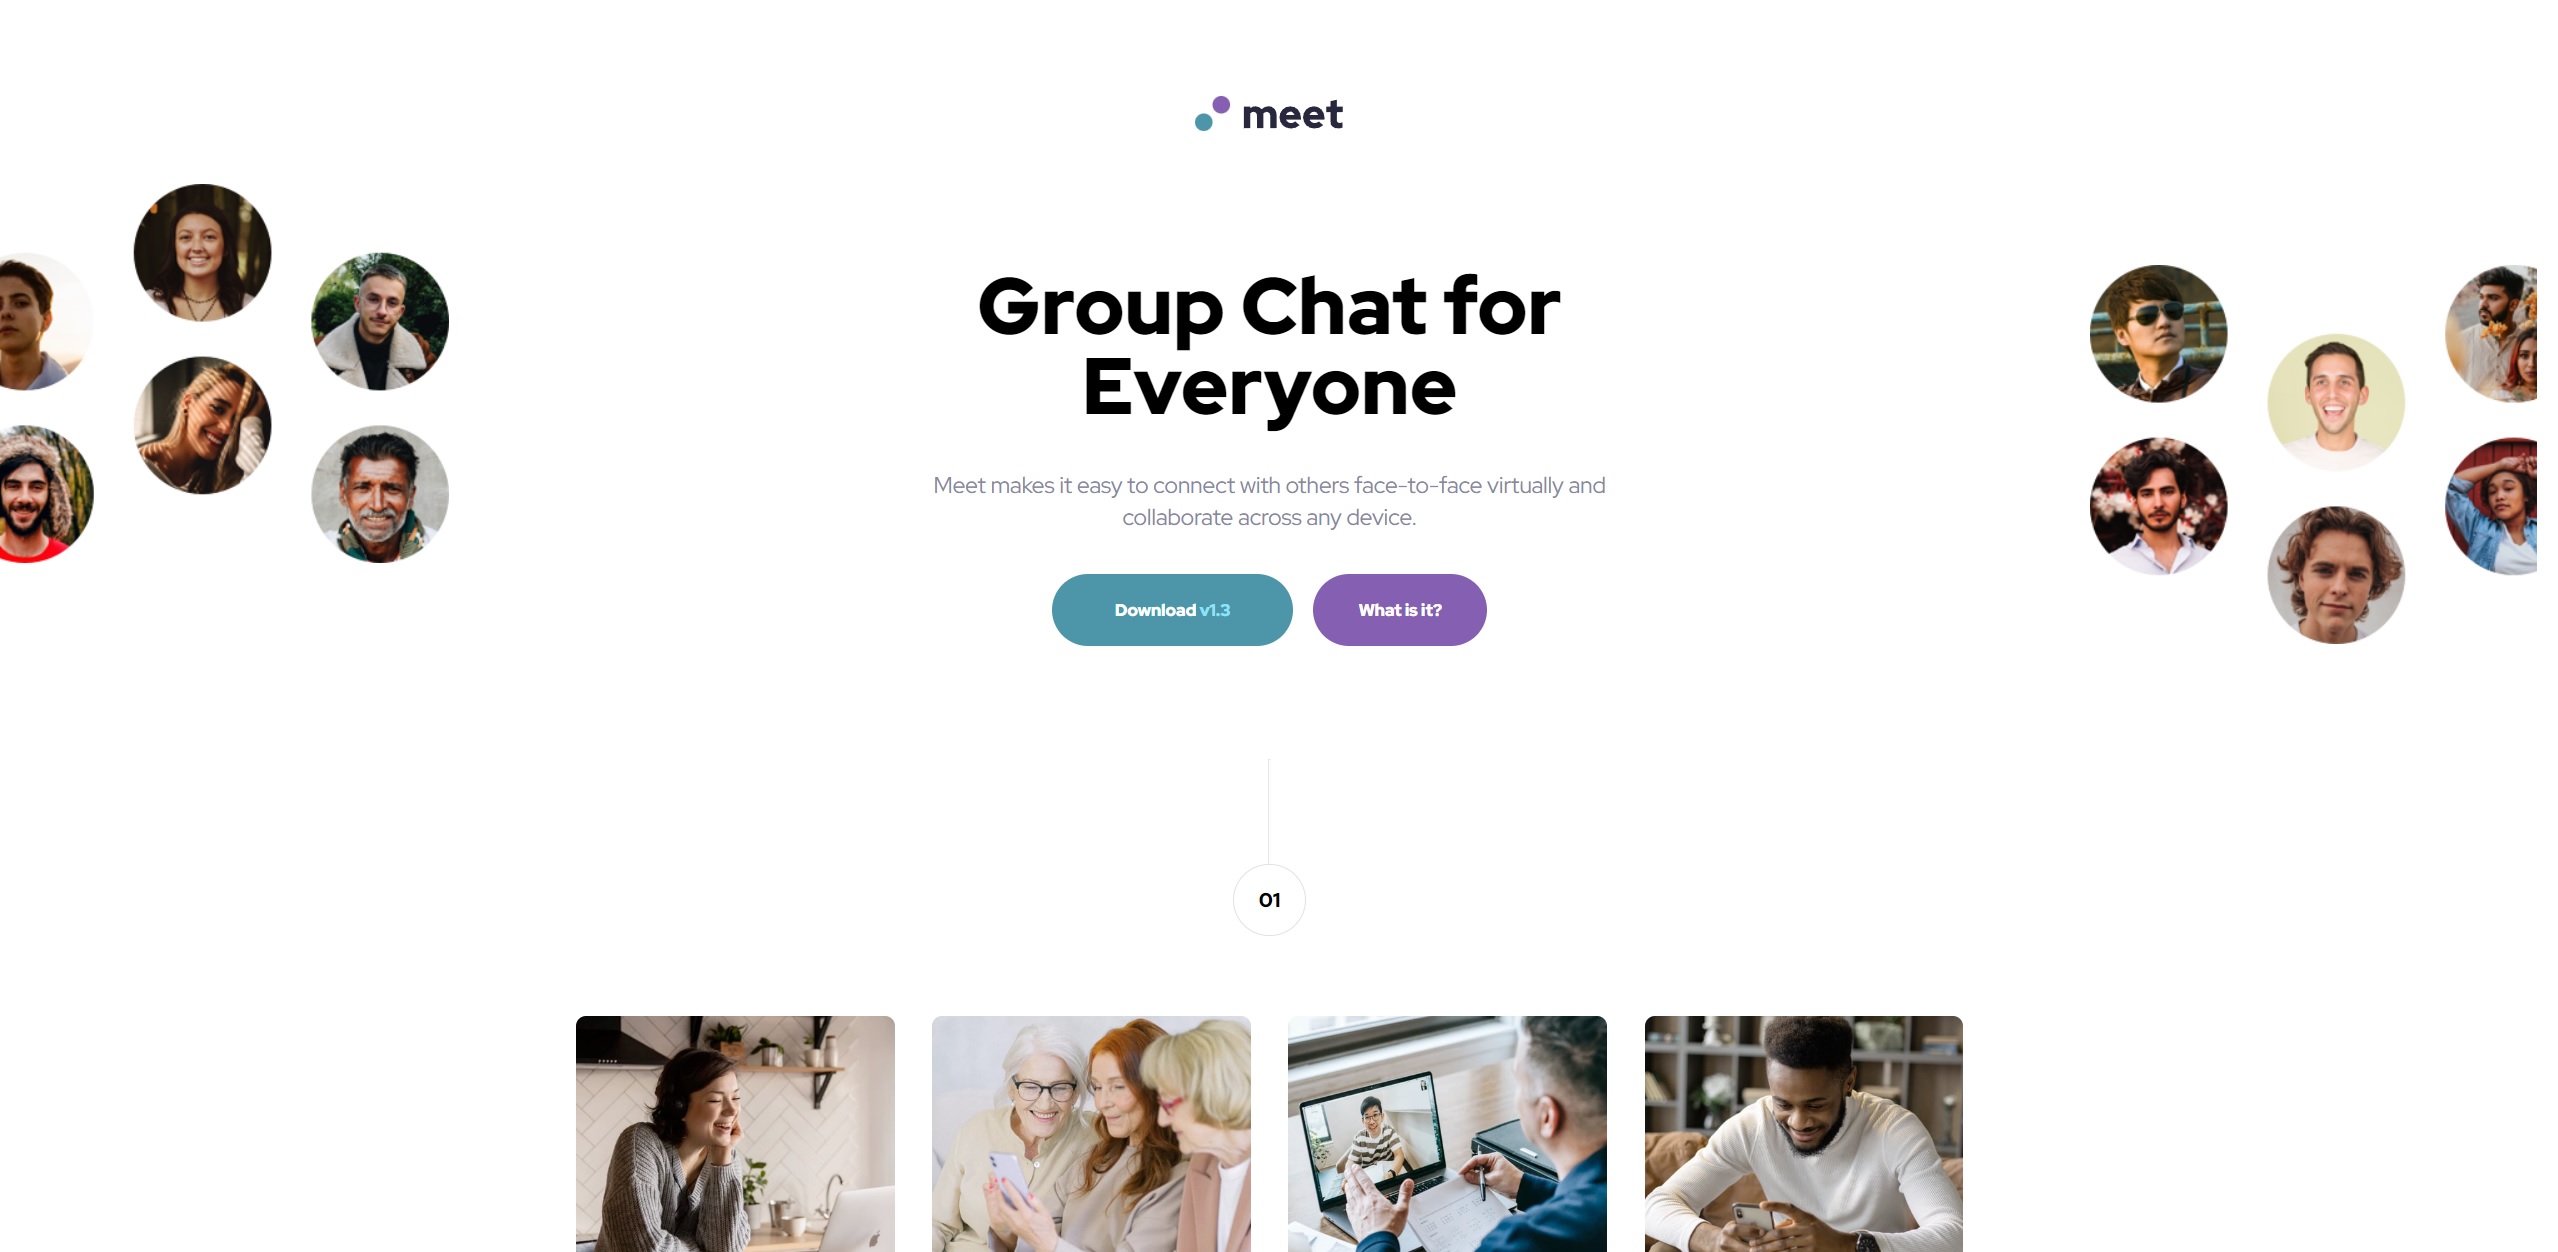 meet
Group Chat for
Everyone
Meet makes it easy to connect with others face-to-face virtually and
collaborate across any device.
Download v1.3
What is it?
01